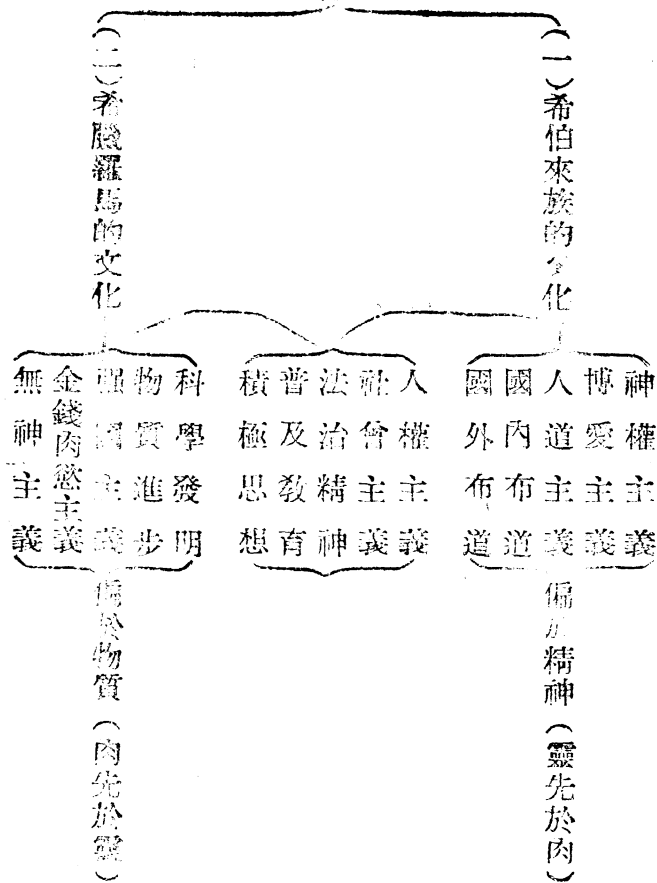 (一)希伯來族的文化
神權主義
博愛主義
人道主義
國內布道
國外布道
偏於精神(靈先於肉)
人權主義
社會主義
法治精神
普及教育
積極思想
(二)希臘羅馬的文化
科學發明
物質進步
强國主義
金錢肉慾主義
無神主義
偏於物質(肉先於靈)